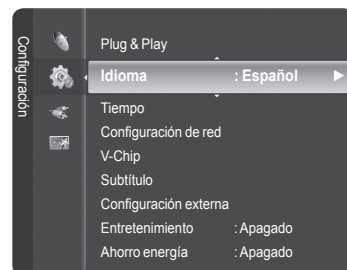 Configuración
Plug & Play
Idioma : Español
Tiempo
Configuración de red
V-Chip
Subtítulo
Configuración externa
Entretenimiento : Apagado
Ahorro energía : Apagado